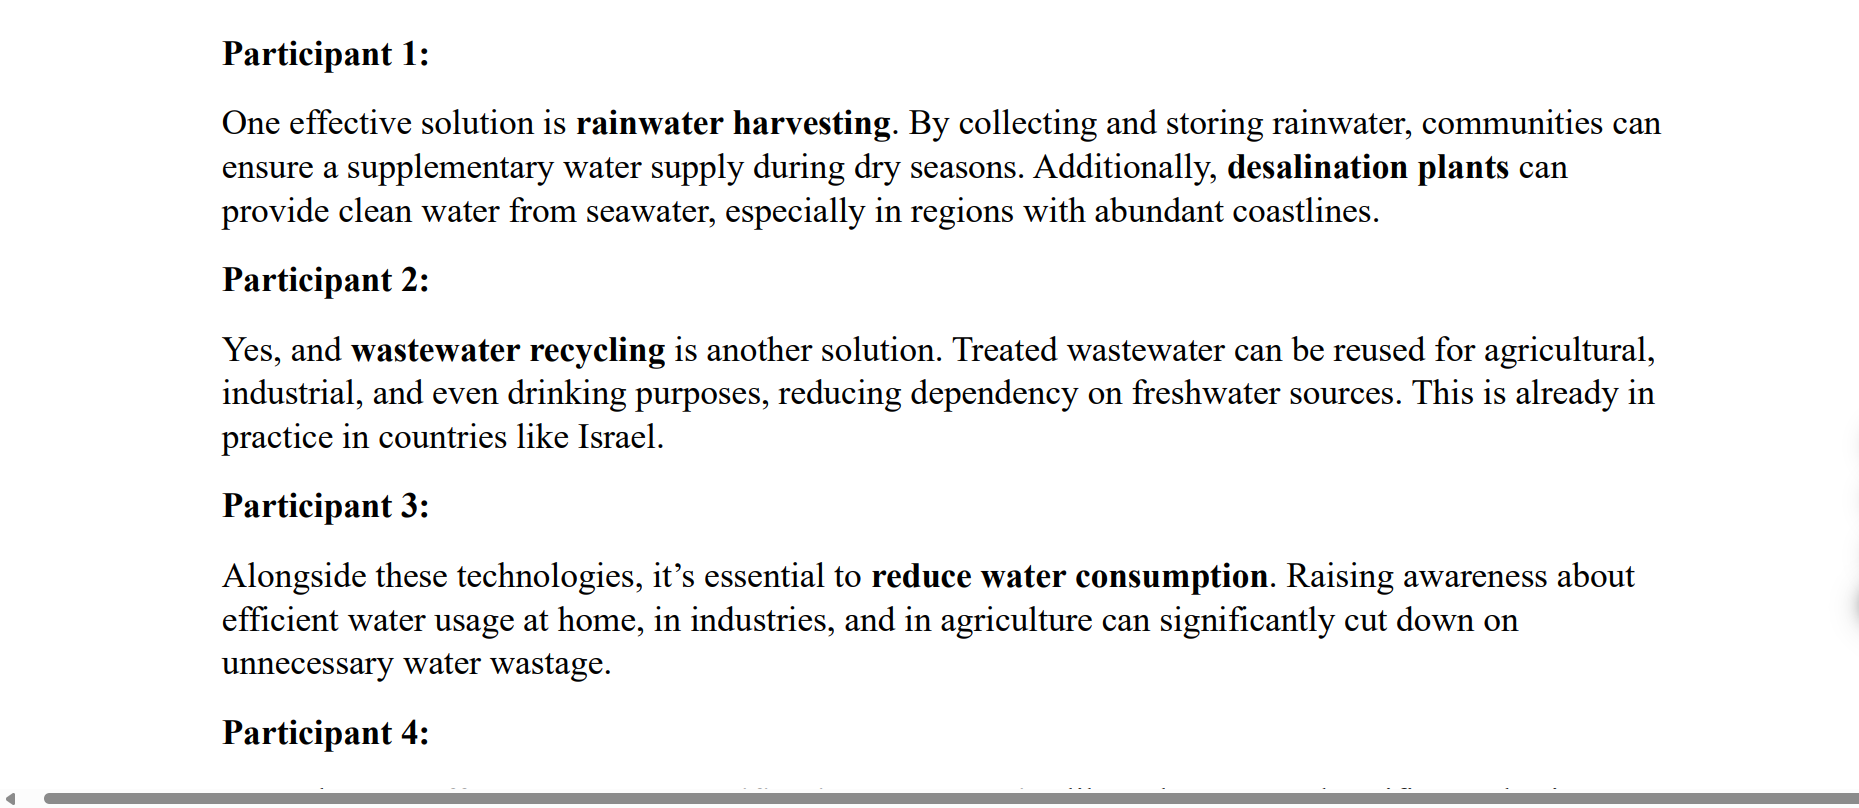 Participant 1:
One effective solution is rainwater harvesting. By collecting and storing rainwater, communities can
ensure a supplementary water supply during dry seasons. Additionally, desalination plants can
provide clean water from seawater, especially in regions with abundant coastlines.
Participant 2:
Yes, and wastewater recycling is another solution. Treated wastewater can be reused for agricultural,
industrial, and even drinking purposes, reducing dependency on freshwater sources. This is already in
practice in countries like Israel.
Participant 3:
Alongside these technologies, it’s essential to reduce water consumption. Raising awareness about
efficient water usage at home, in industries, and in agriculture can significantly cut down on
unnecessary water wastage.
Participant 4: